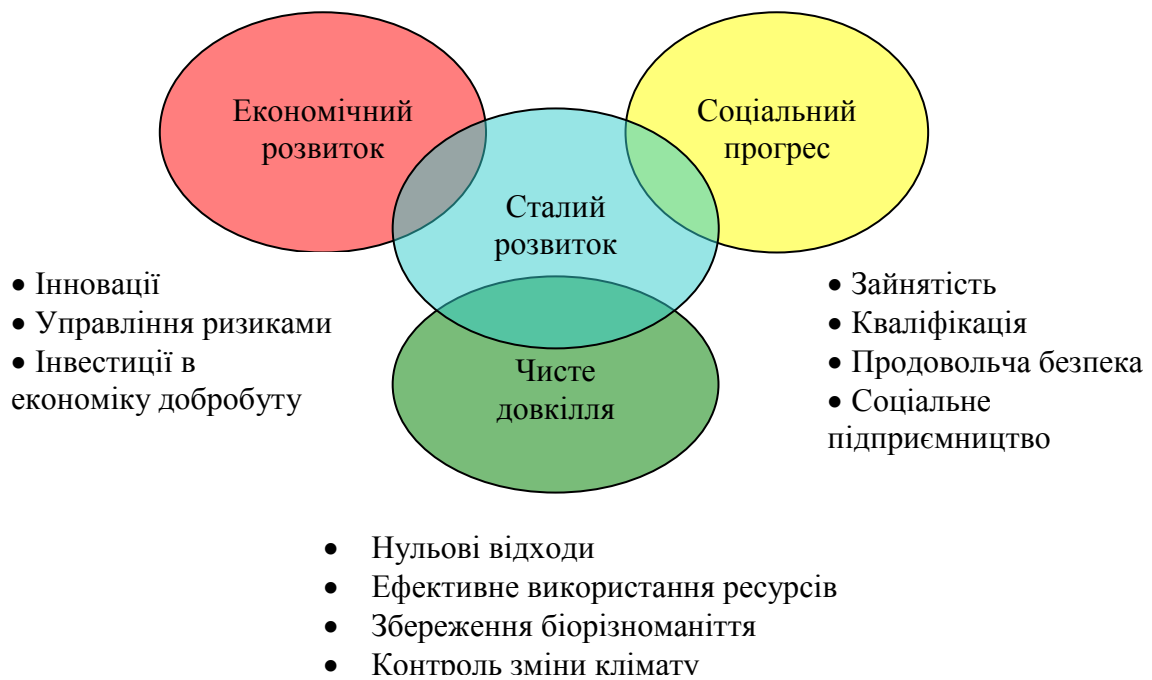 Економічний
розвиток
Соціальний
прогрес
Сталий
розвиток
Чисте
довкілля
• Інновації
• Управління ризиками
• Інвестиції в
економіку добробуту
• Зайнятість
• Кваліфікація
• Продовольча безпека
• Соціальне
підприємництво
• Нульові відходи
• Ефективне використання ресурсів
• Збереження біорізноманіття
• Контроль зміни клімату